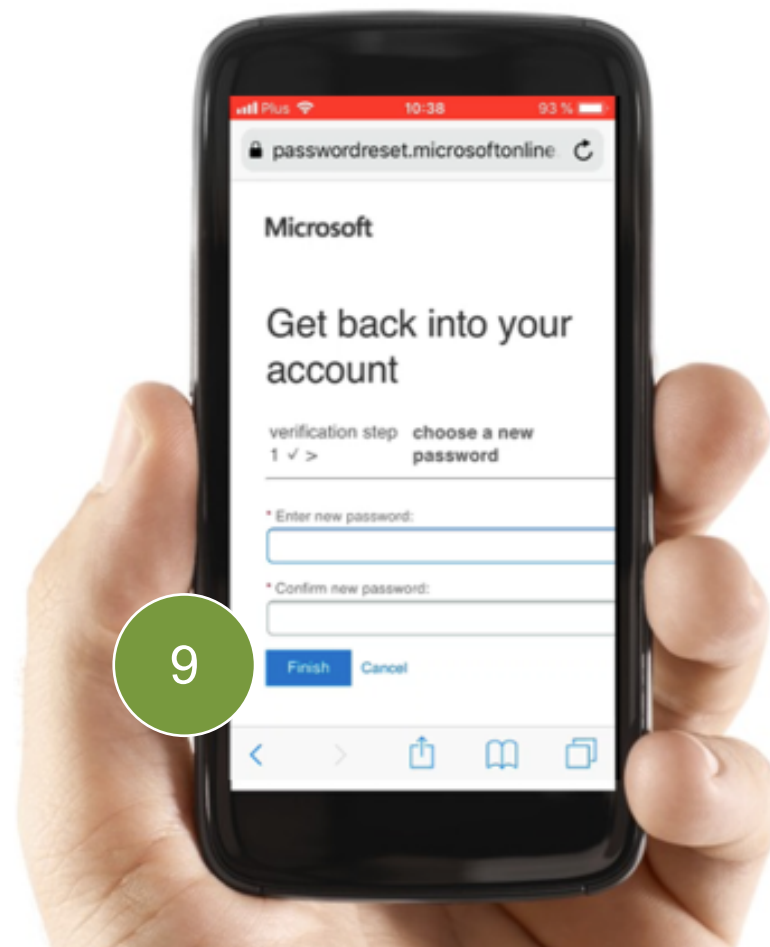 Plus 10:38 93 %
passwordreset.microsoftonline.
Microsoft
Get back into your
account
verification step choose a new
1 ✓ > password
* Enter new password:
* Confirm new password:
9
Finish Cancel